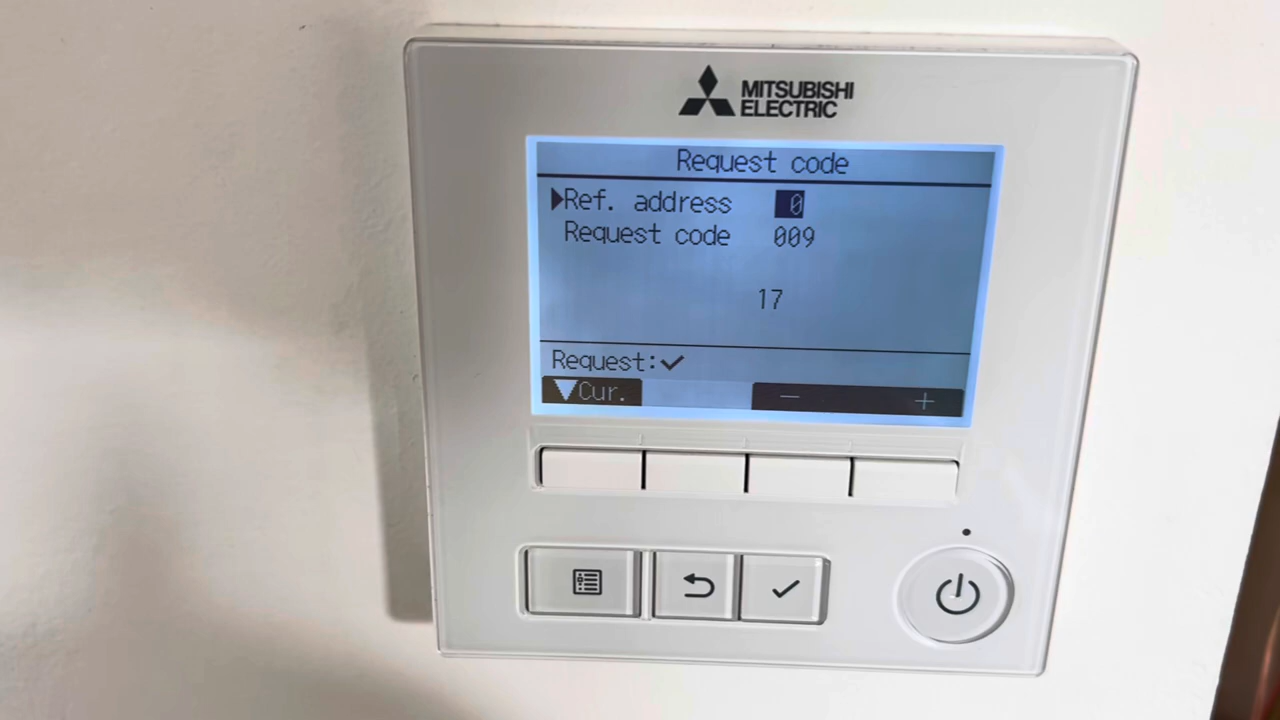 MITSUBISHI
ELECTRIC
Request code
Ref. address 0
Request code 009
17
Request:✓
▼Cur. − +